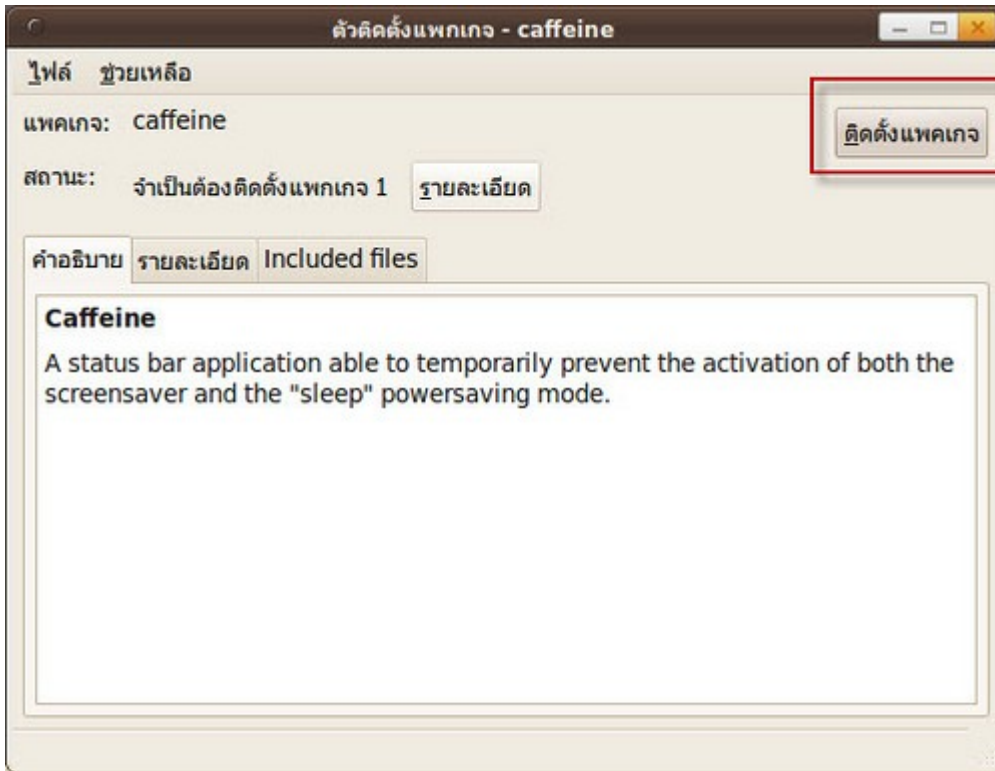 ตัวติดตั้งแพกเกจ - caffeine
ไฟล์ ช่วยเหลือ
แพคเกจ: caffeine
ติดตั้งแพคเกจ
สถานะ: จำเป็นต้องติดตั้งแพกเกจ 1 รายละเอียด
คำอธิบาย รายละเอียด Included files
Caffeine
A status bar application able to temporarily prevent the activation of both the
screensaver and the "sleep" powersaving mode.